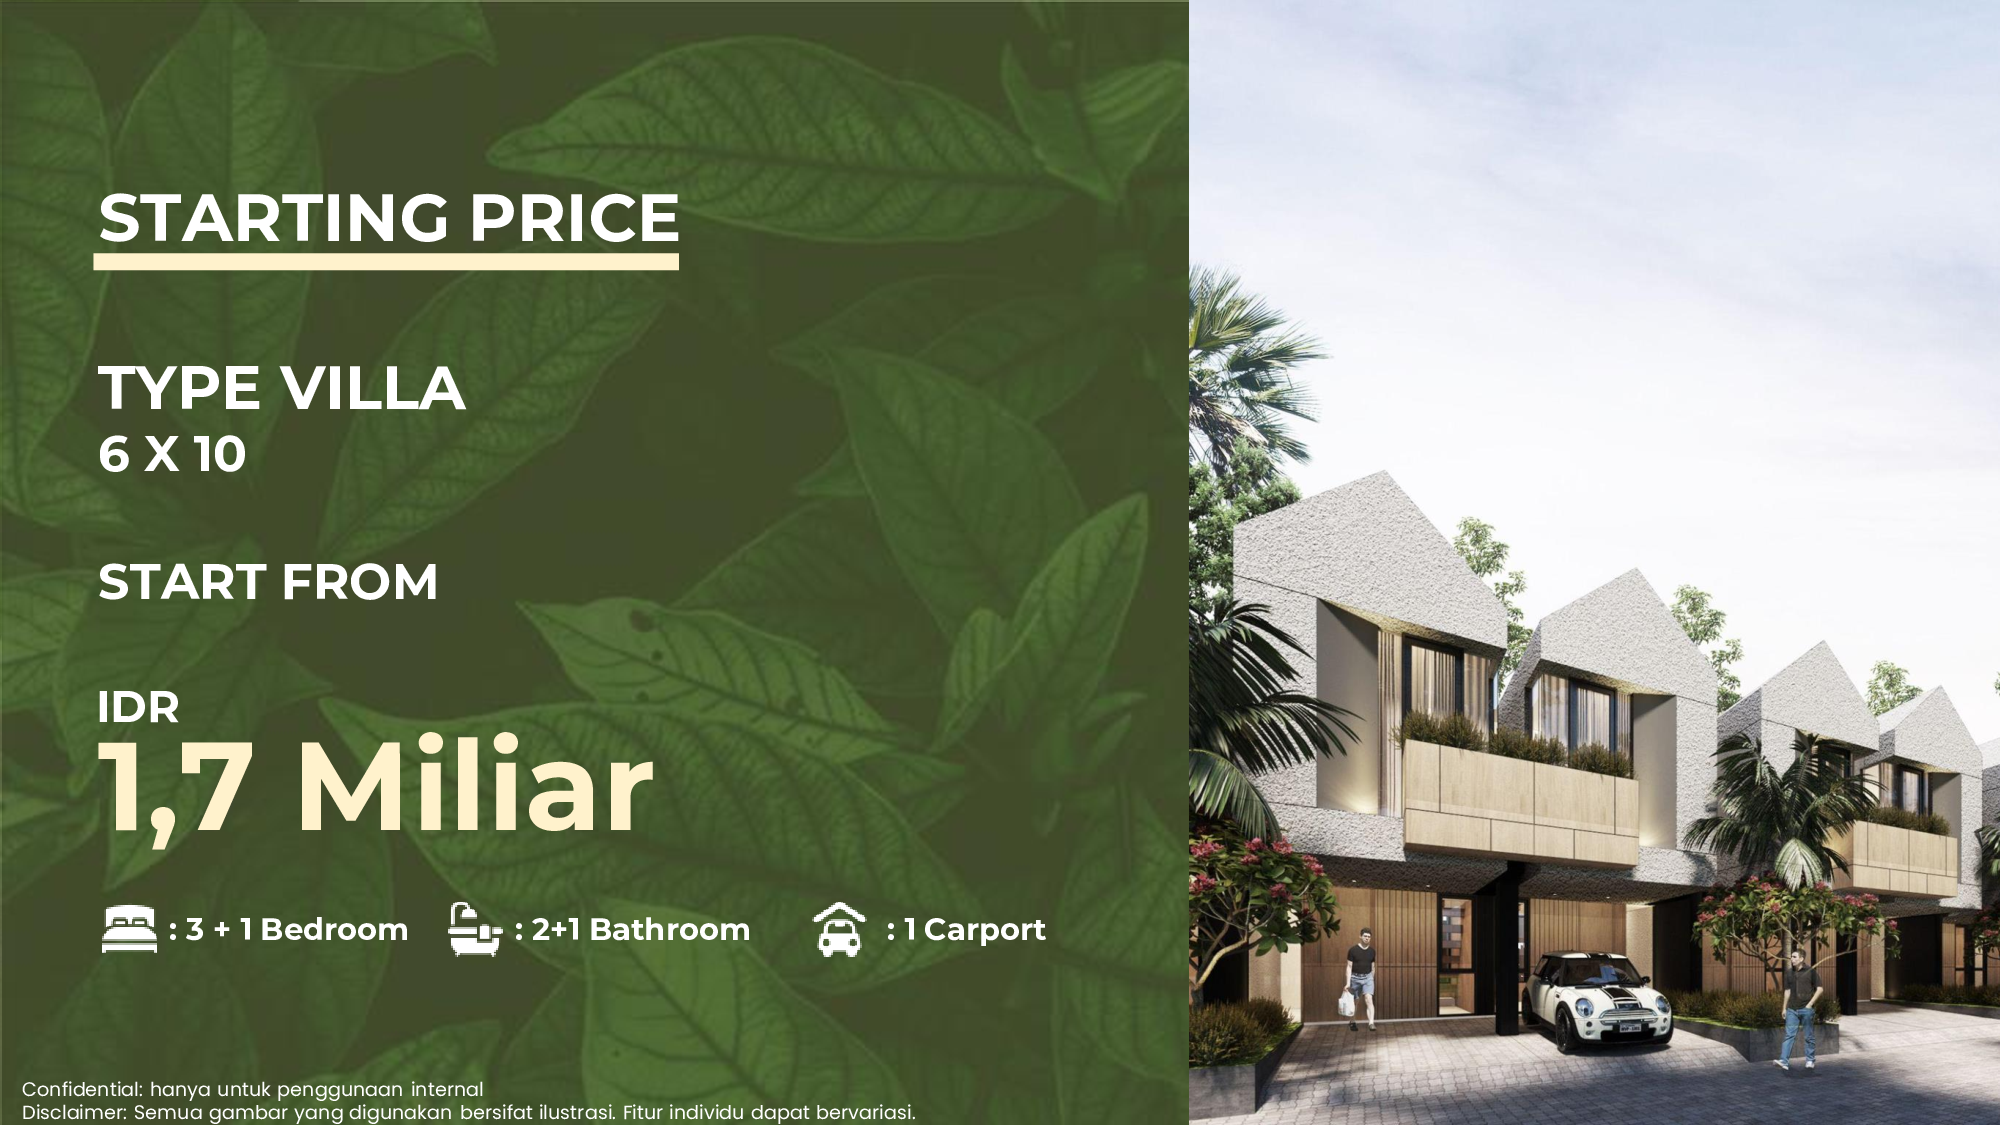 STARTING PRICE
TYPE VILLA
6 X 10
START FROM
IDR
1,7 Miliar
: 3 + 1 Bedroom
: 2+1 Bathroom
: 1 Carport
Confidential: hanya untuk penggunaan internal
Disclaimer: Semua gambar yang digunakan bersifat ilustrasi. Fitur individu dapat bervariasi.